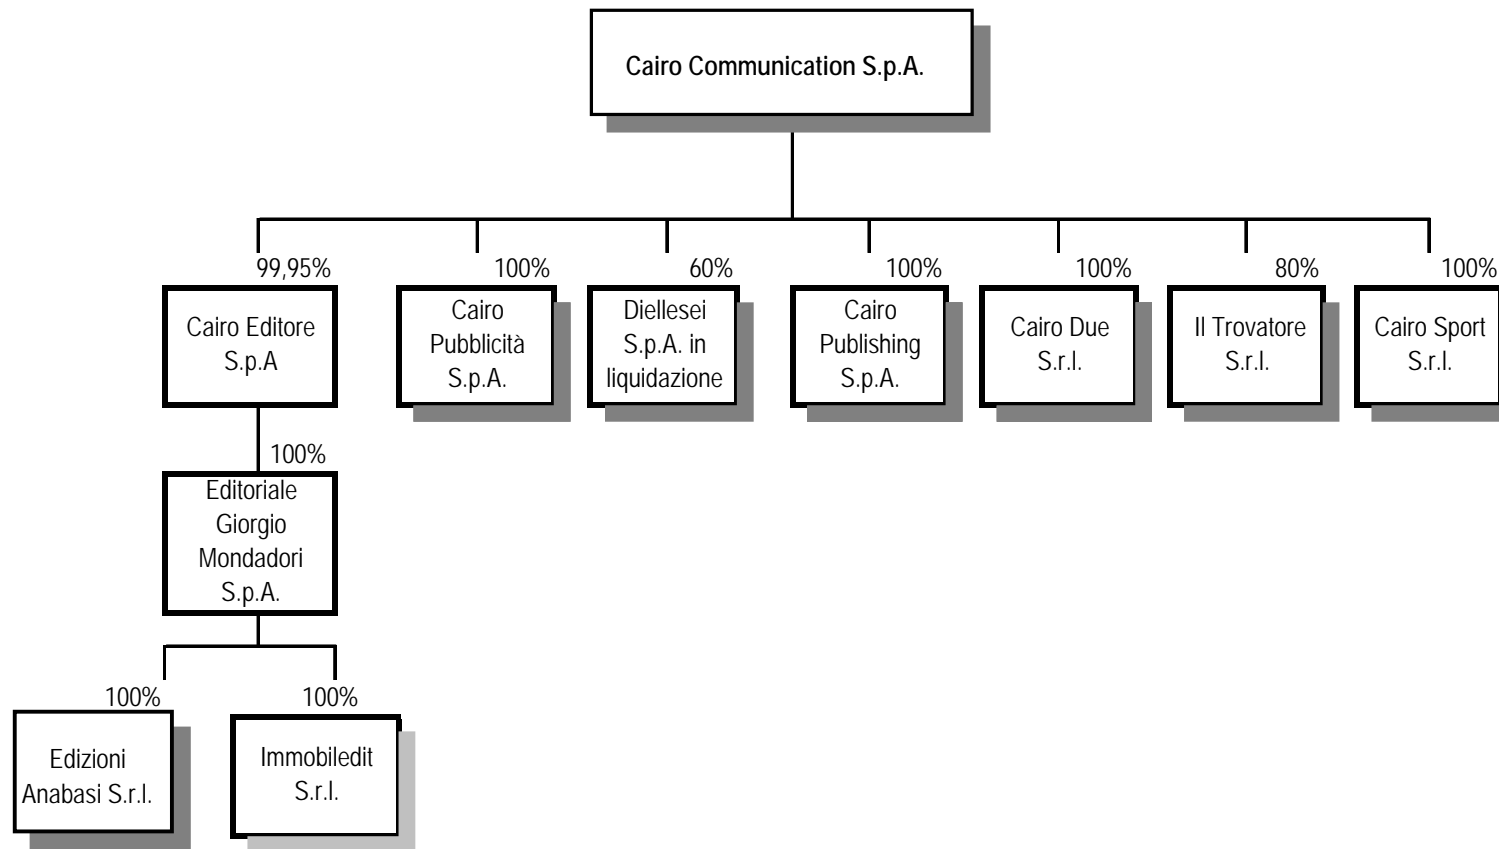 Cairo Communication S.p.A.
99,95%
100%
60%
100%
100%
80%
100%
Cairo Editore
S.p.A
Cairo
Pubblicità
S.p.A.
Diellesei
S.p.A. in
liquidazione
Cairo
Publishing
S.p.A.
Cairo Due
S.r.l.
Il Trovatore
S.r.l.
Cairo Sport
S.r.l.
100%
Editoriale
Giorgio
Mondadori
S.p.A.
100%
100%
Edizioni
Anabasi S.r.l.
Immobiledit
S.r.l.